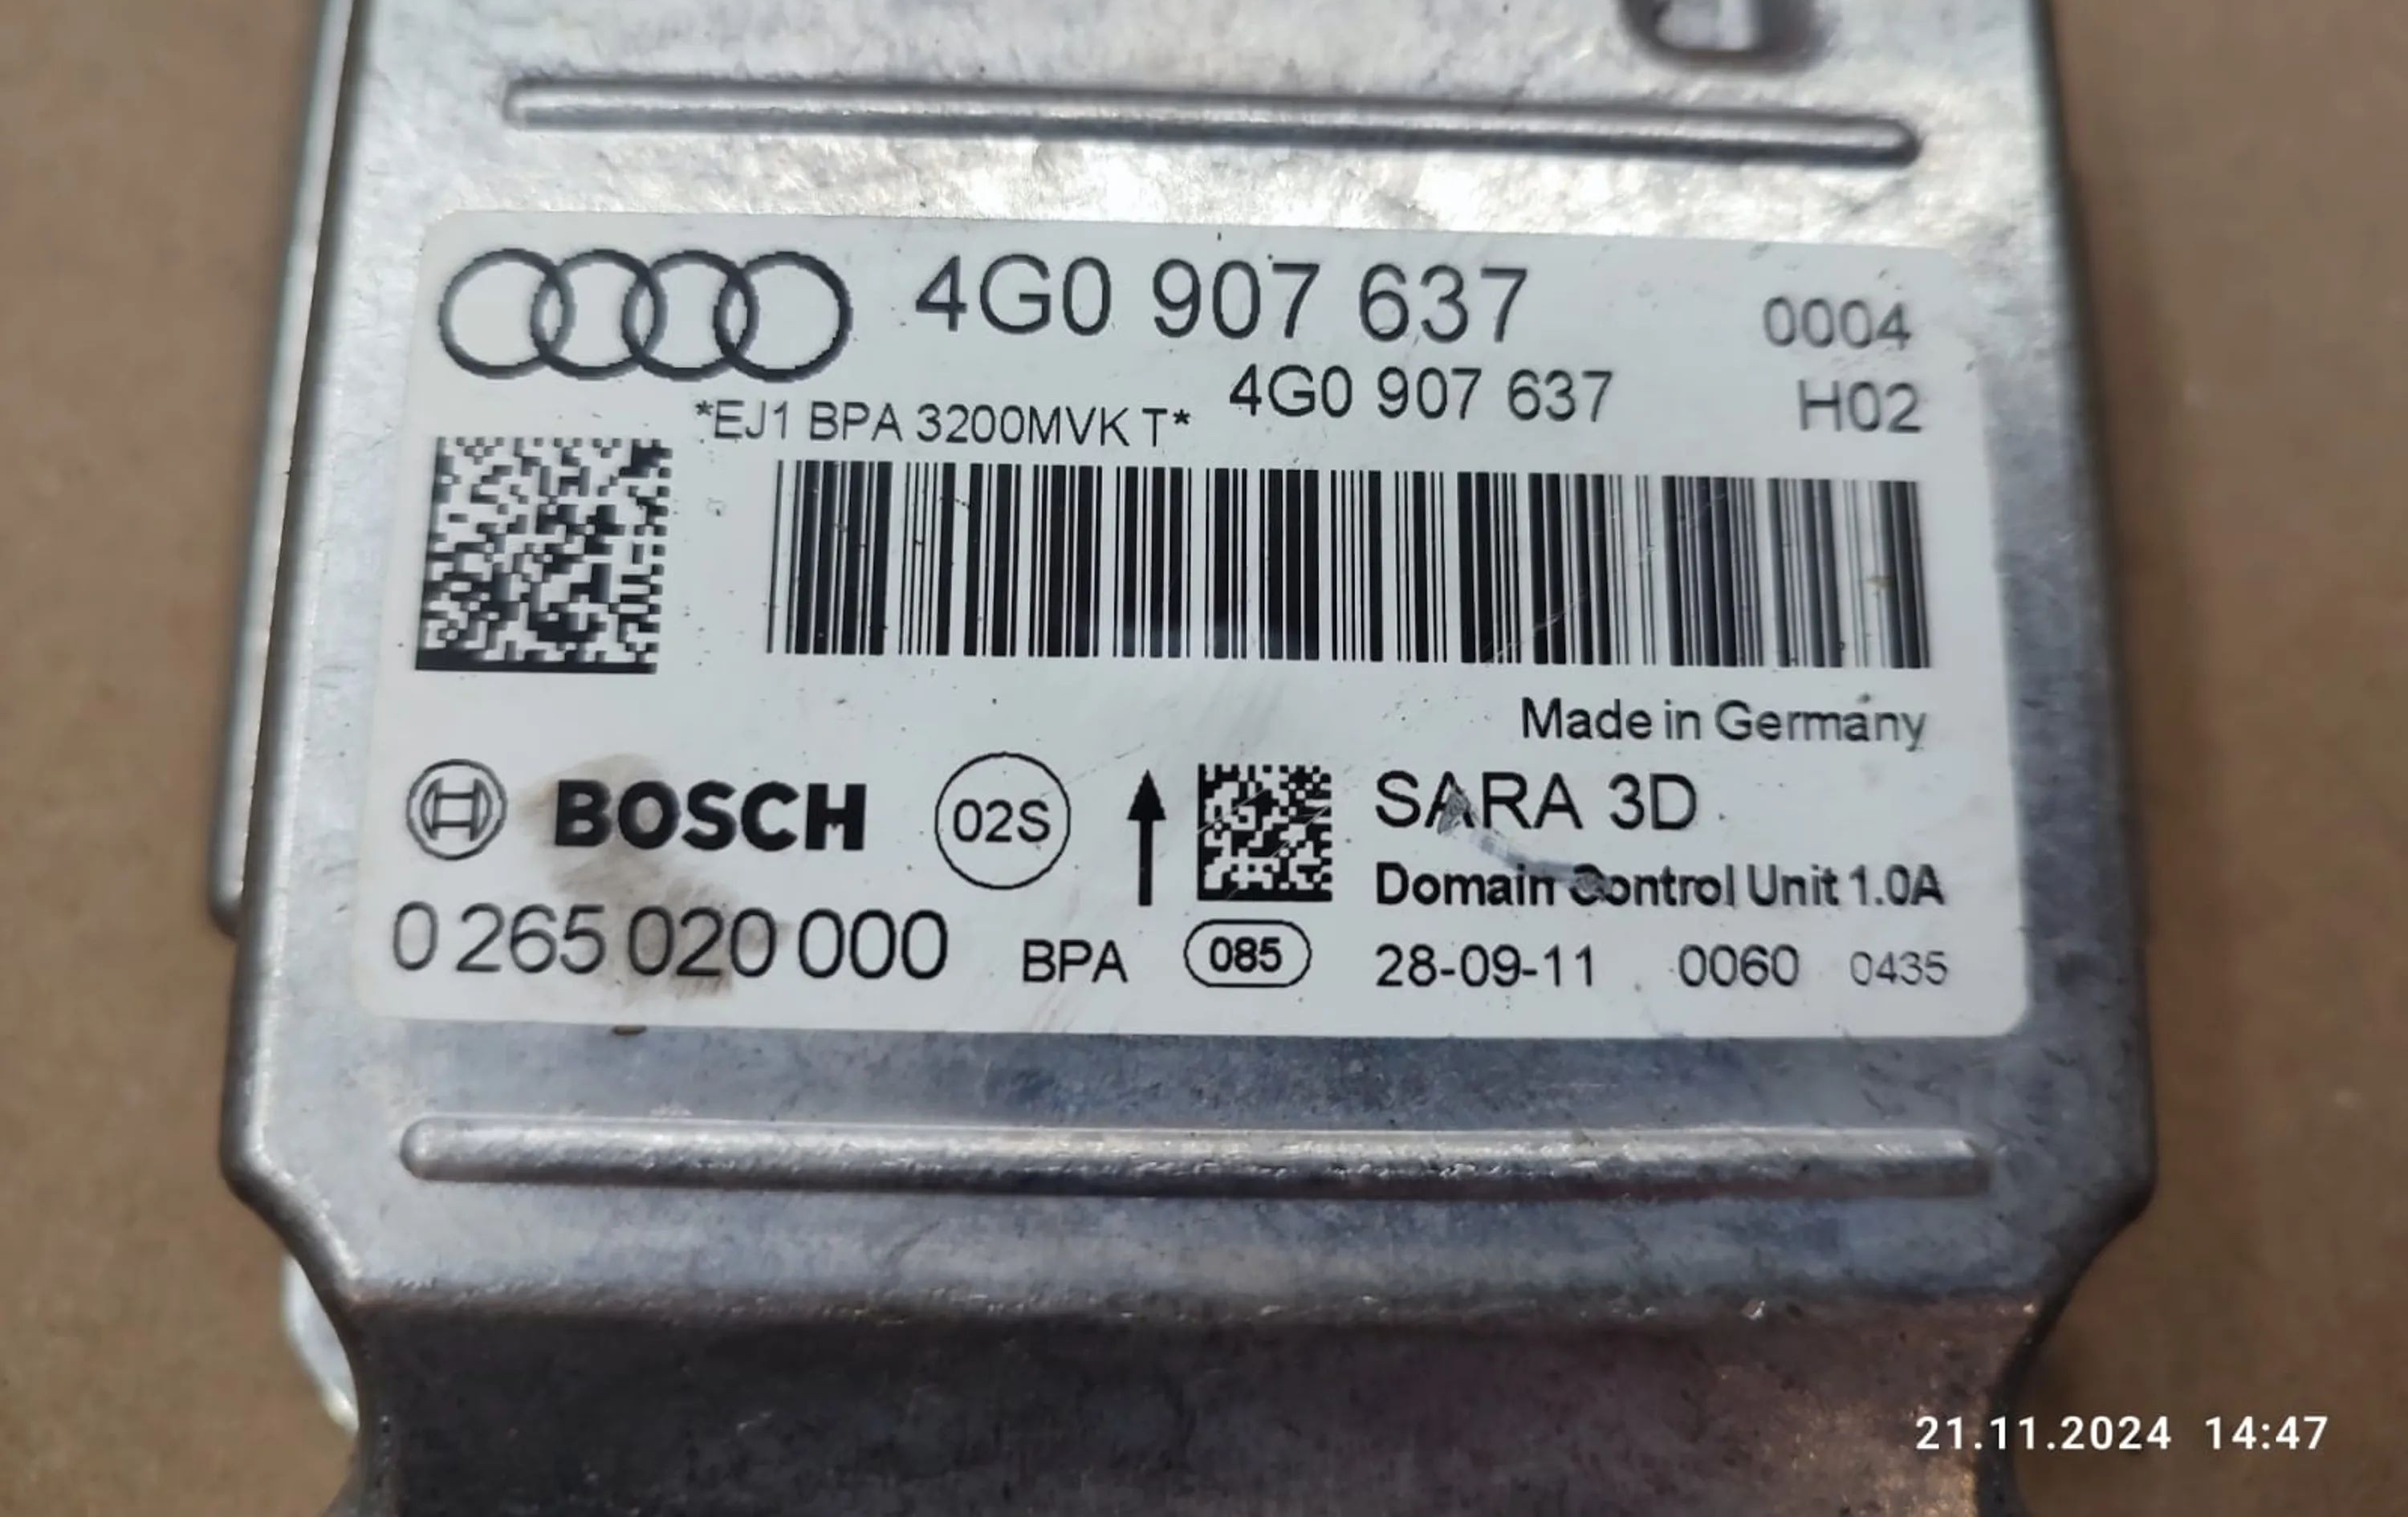 4G0 907 637 0004
4G0 907 637 H02
*EJ1 BPA 3200MVK T*
Made in Germany
BOSCH 02S SARA 3D
Domain Control Unit 1.0A
0 265 020 000 BPA 085 28-09-11 0060 0435
21.11.2024 14:47